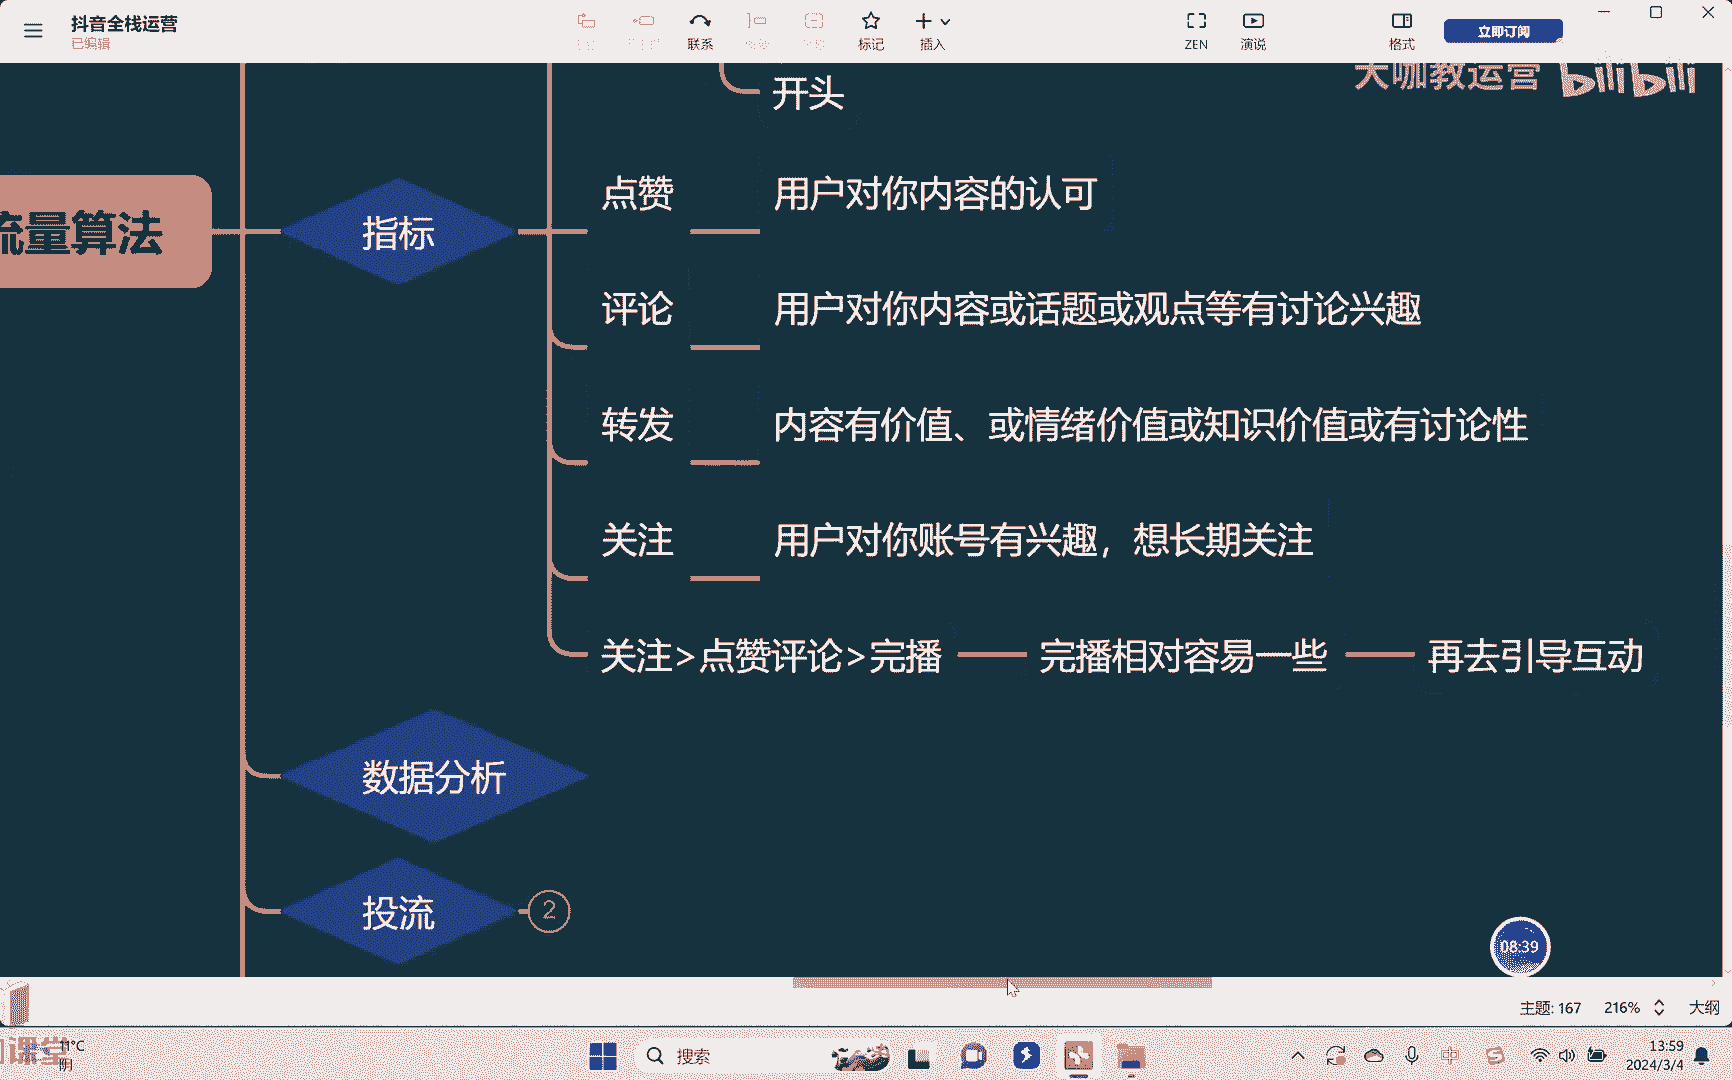 抖音全栈运营
已编辑
联系
标记
插入
ZEN
演说
格式
立即订阅
大咖教运营 bilibili
开头
流量算法
指标
点赞
用户对你内容的认可
评论
用户对你内容或话题或观点等有讨论兴趣
转发
内容有价值、或情绪价值或知识价值或有讨论性
关注
用户对你账号有兴趣，想长期关注
关注>点赞评论>完播
完播相对容易一些
再去引导互动
数据分析
投流
2
08:39
主题: 167
216%
大纲
课堂
11°C
阴
搜索
中
13:59
2024/3/4